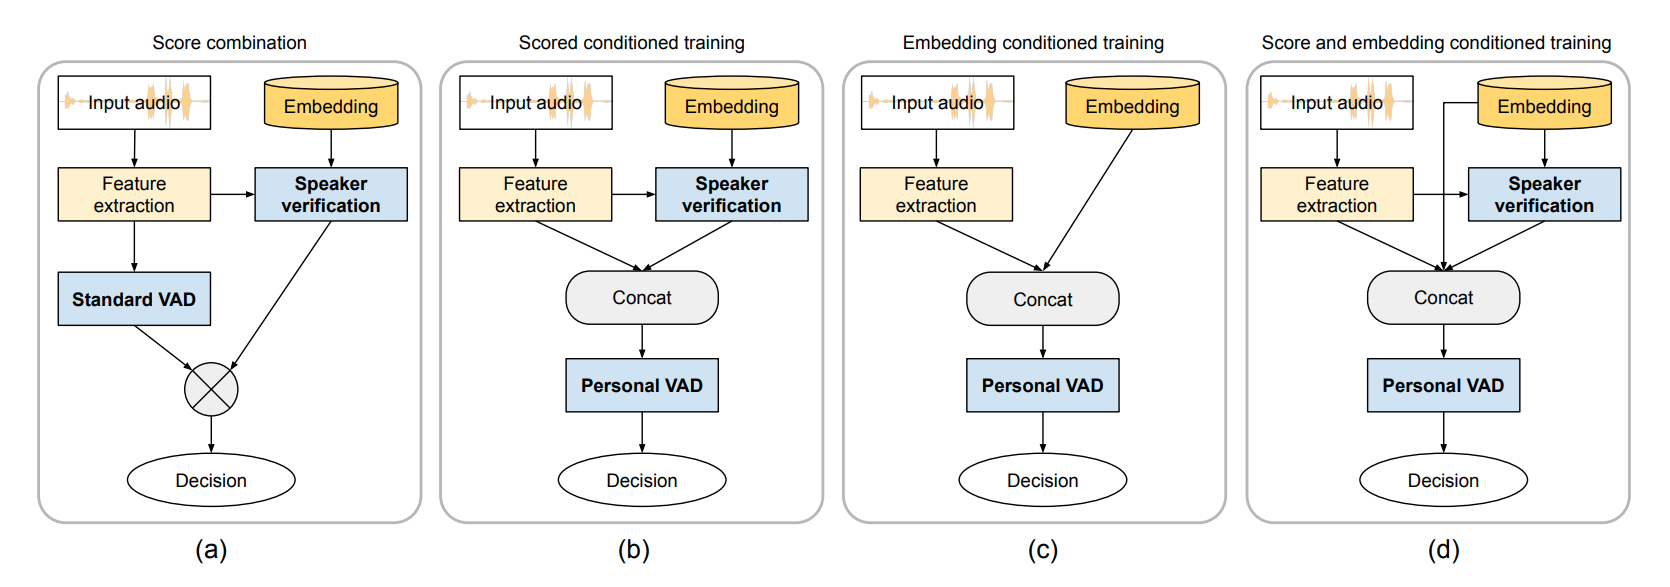 Score combination
Input audio
Embedding
Feature
extraction
Speaker
verification
Standard VAD
Decision
(a)
Scored conditioned training
Input audio
Embedding
Feature
extraction
Speaker
verification
Concat
Personal VAD
Decision
(b)
Embedding conditioned training
Input audio
Embedding
Feature
extraction
Concat
Personal VAD
Decision
(c)
Score and embedding conditioned training
Input audio
Embedding
Feature
extraction
Speaker
verification
Concat
Personal VAD
Decision
(d)